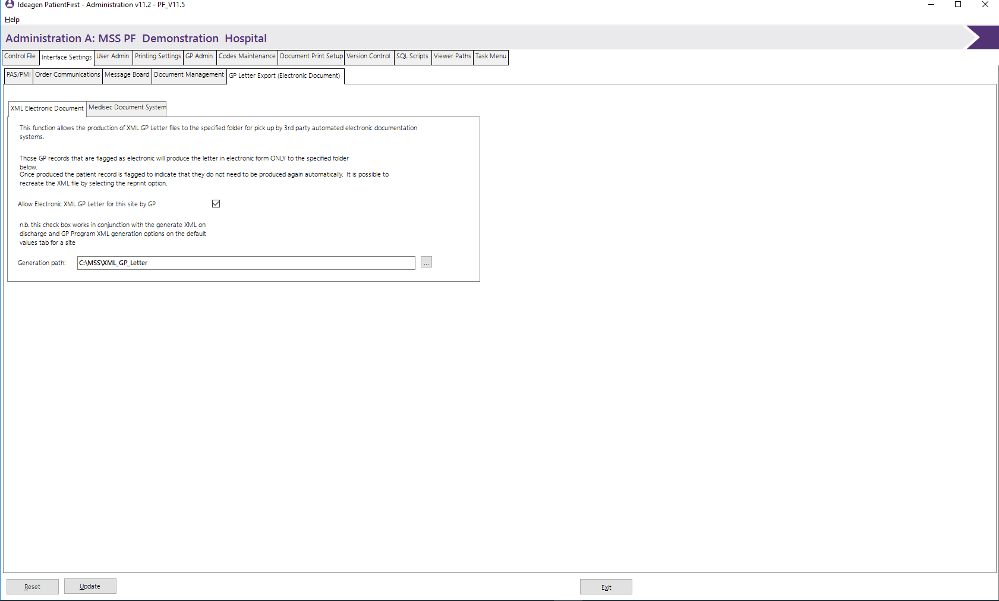 Ideagen PatientFirst - Administration v11.2 - PF_V11.5
Help
Administration A: MSS PF  Demonstration  Hospital
Control File Interface Settings User Admin Printing Settings GP Admin Codes Maintenance Document Print Setup Version Control SQL Scripts Viewer Paths Task Menu
PAS/PMI Order Communications Message Board Document Management GP Letter Export (Electronic Document)
XML Electronic Document Medisec Document System
This function allows the production of XML GP Letter files to the specified folder for pick up by 3rd party automated electronic documentation
systems.
Those GP records that are flagged as electronic will produce the letter in electronic form ONLY to the specified folder
below.
Once produced the patient record is flagged to indicate that they do not need to be produced again automatically.  It is possible to
recreate the XML file by selecting the reprint option.
Allow Electronic XML GP Letter for this site by GP
n.b. this check box works in conjunction with the generate XML on
discharge and GP Program XML generation options on the default
values tab for a site
Generation path: C:\MSS\XML_GP_Letter ...
Reset Update Exit